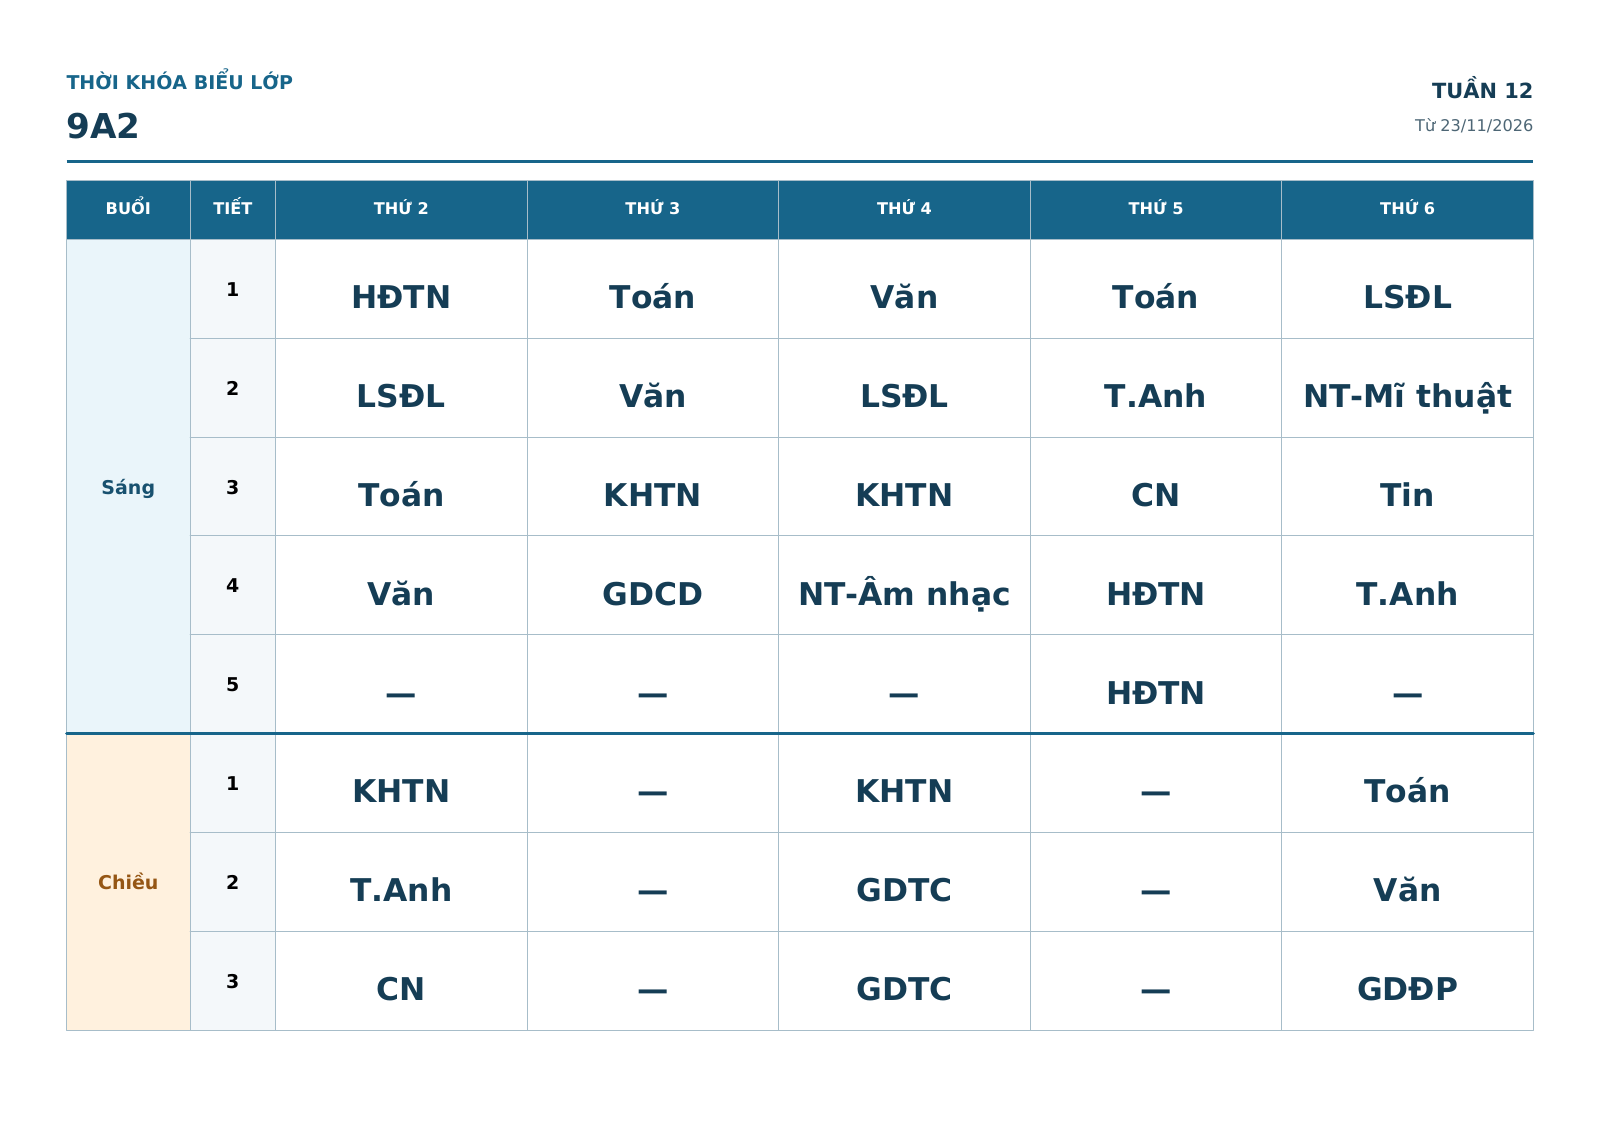 THỜI KHÓA BIỂU LỚP
9A2
TUẦN 12
Từ 23/11/2026
BUỔI TIẾT THỨ 2 THỨ 3 THỨ 4 THỨ 5 THỨ 6
Sáng
1 HĐTN Toán Văn Toán LSĐL
2 LSĐL Văn LSĐL T.Anh NT-Mĩ thuật
3 Toán KHTN KHTN CN Tin
4 Văn GDCD NT-Âm nhạc HĐTN T.Anh
5 — — — HĐTN —
Chiều
1 KHTN — KHTN — Toán
2 T.Anh — GDTC — Văn
3 CN — GDTC — GDĐP